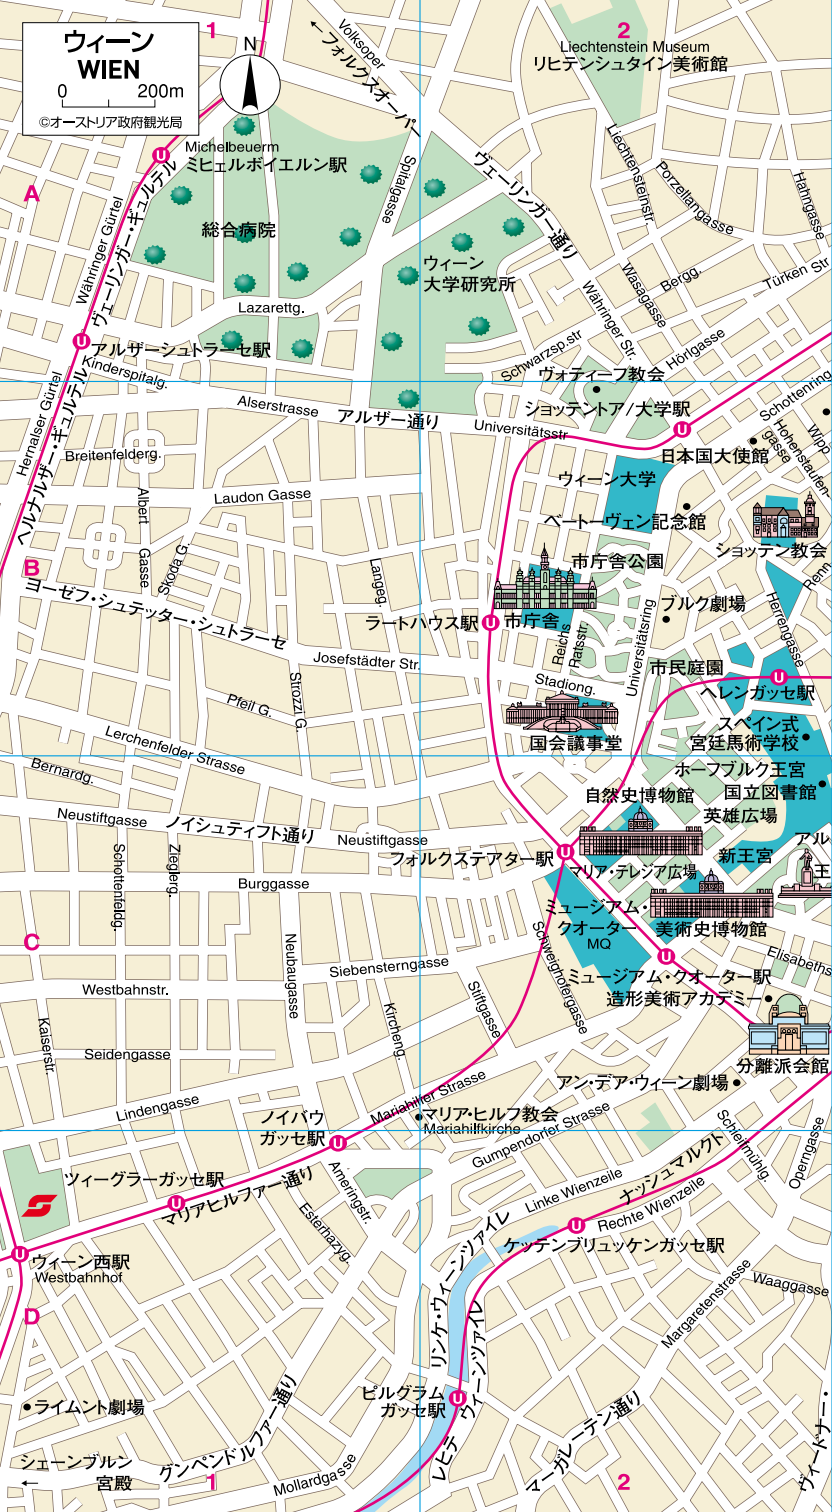 1
2
ウィーン
WIEN
0 200m
©オーストリア政府観光局
N
Volksoper
←フォルクスオーパー
Liechtenstein Museum
リヒテンシュタイン美術館
Michelbeuern
ミヒェルボイエルン駅
A
Währinger Gürtel
ヴェーリンガー・ギュルテル
総合病院
Spitalgasse
ヴェーリンガー通り
Liechtensteinstr.
Porzellangasse
Hahngasse
ウィーン
大学研究所
Wasagasse
Bergg.
Türken Str
Lazarettg.
Währinger Str.
Hörlgasse
Schwarzsp.str
アルザーシュトラーセ駅
Kinderspitalg.
ヴォティーフ教会
ショッテントア/大学駅
Schottenring
Hernalser Gürtel
ヘルナルザー・ギュルテル
Alserstrasse
アルザー通り
Universitätsstr
日本国大使館
Hohenstaufen-
gasse
Wipp
Breitenfelderg.
ウィーン大学
Albert Gasse
Laudon Gasse
ベートーヴェン記念館
ショッテン教会
B
Skoda G.
Langeg.
市庁舎公園
Renn
ヨーゼフ・シュテッター・シュトラーセ
ラートハウス駅
市庁舎
ブルク劇場
Herrengasse
Reichs
Ratsstr
Universitätsring
Josefstädter Str.
Strozzi G.
Pfeil G.
Stadiong.
市民庭園
ヘレンガッセ駅
国会議事堂
スペイン式
宮廷馬術学校
Lerchenfelder Strasse
Bernardg.
ホーフブルク王宮
国立図書館
自然史博物館
英雄広場
Neustiftgasse
ノイシュティフト通り
Neustiftgasse
フォルクステアター駅
新王宮
アル
王
マリア・テレジア広場
Schottenfeldg.
Zieglerg.
Burggasse
ミュージアム・
クオーター
MQ
美術史博物館
C
Neubaugasse
Siebensterngasse
Schweighofergasse
Elisabeths
Westbahnstr.
Stiftgasse
ミュージアム・クオーター駅
造形美術アカデミー
Kaiserstr.
Kircheng.
Seidengasse
分離派会館
アン・デア・ウィーン劇場
Lindengasse
Mariahilfer Strasse
ノイバウ
ガッセ駅
マリア・ヒルフ教会
Mariahilfkirche
Gumpendorfer Strasse
Schleifmühlg.
Operngasse
ツィーグラーガッセ駅
マリアヒルファー通り
Ameringstr.
Esterhazyg.
Linke Wienzeile
ナッシュマルクト
Rechte Wienzeile
ケッテンブリュッケンガッセ駅
ウィーン西駅
Westbahnhof
リンケ・ウィーンツァイレ
Margaretenstrasse
Waaggasse
D
レヒテ ヴィーンツァイレ
ピルグラム
ガッセ駅
ライムント劇場
シェーンブルン
宮殿
←
グンペンドルファー通り
Mollardgasse
マーガレーテン通り
ヴィードナー・
1
2